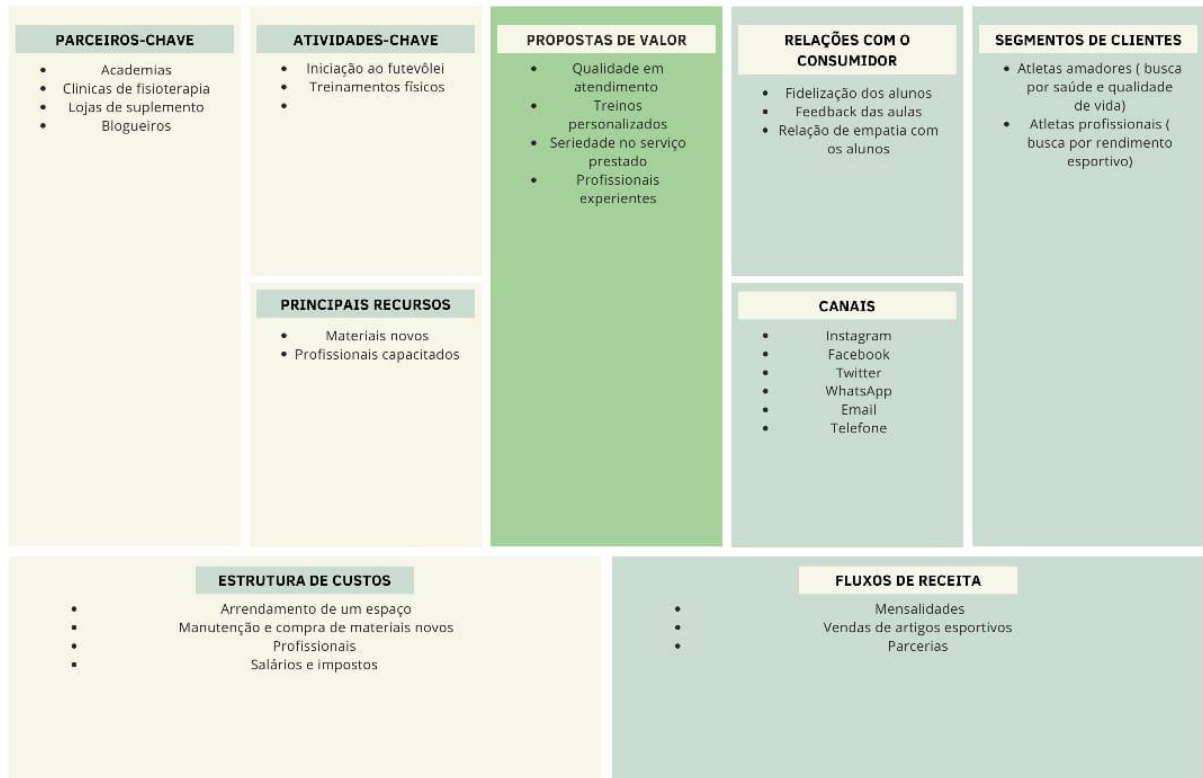 PARCEIROS-CHAVE
Academias
Clinicas de fisioterapia
Lojas de suplemento
Blogueiros
ATIVIDADES-CHAVE
Iniciação ao futevôlei
Treinamentos físicos
PRINCIPAIS RECURSOS
Materiais novos
Profissionais capacitados
PROPOSTAS DE VALOR
Qualidade em
atendimento
Treinos
personalizados
Seriedade no serviço
prestado
Profissionais
experientes
RELAÇÕES COM O
CONSUMIDOR
Fidelização dos alunos
Feedback das aulas
Relação de empatia com
os alunos
CANAIS
Instagram
Facebook
Twitter
WhatsApp
Email
Telefone
SEGMENTOS DE CLIENTES
Atletas amadores ( busca
por saúde e qualidade
de vida)
Atletas profissionais (
busca por rendimento
esportivo)
ESTRUTURA DE CUSTOS
Arrendamento de um espaço
Manutenção e compra de materiais novos
Profissionais
Salários e impostos
FLUXOS DE RECEITA
Mensalidades
Vendas de artigos esportivos
Parcerias